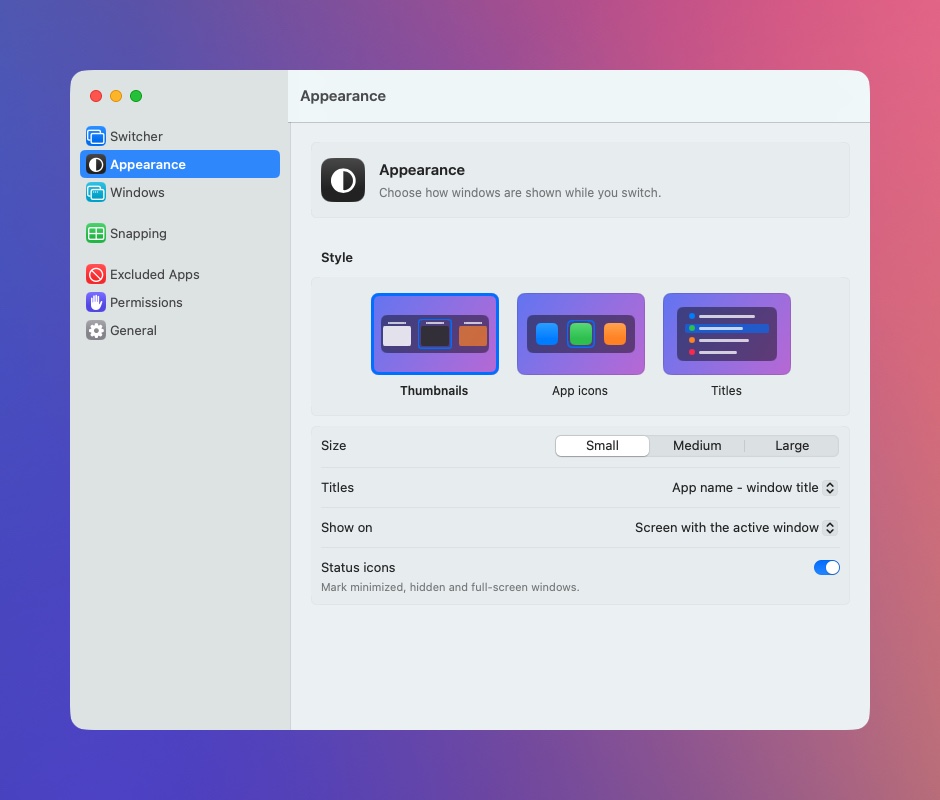 Appearance
Switcher
Appearance
Windows
Snapping
Excluded Apps
Permissions
General
Appearance
Choose how windows are shown while you switch.
Style
Thumbnails
App icons
Titles
Size
Small
Medium
Large
Titles
App name - window title
Show on
Screen with the active window
Status icons
Mark minimized, hidden and full-screen windows.